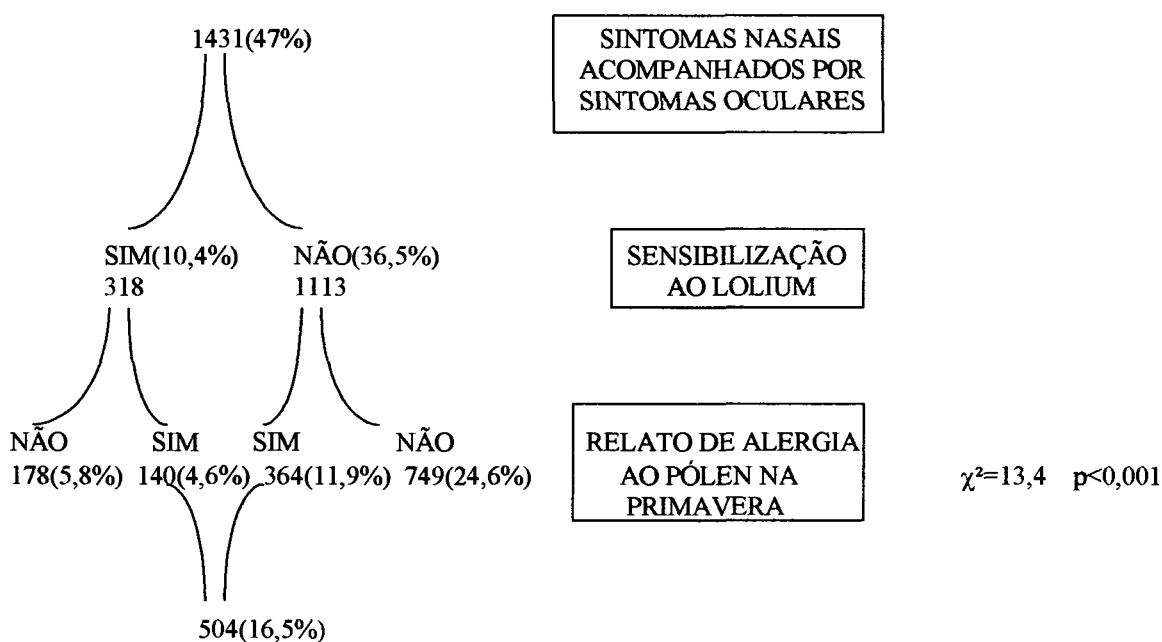 1431(47%)
SINTOMAS NASAIS
ACOMPANHADOS POR
SINTOMAS OCULARES
SIM(10,4%) NÃO(36,5%)
318 1113
SENSIBILIZAÇÃO
AO LOLIUM
NÃO SIM SIM NÃO
178(5,8%) 140(4,6%) 364(11,9%) 749(24,6%)
RELATO DE ALERGIA
AO PÓLEN NA
PRIMAVERA
χ²=13,4 p<0,001
504(16,5%)